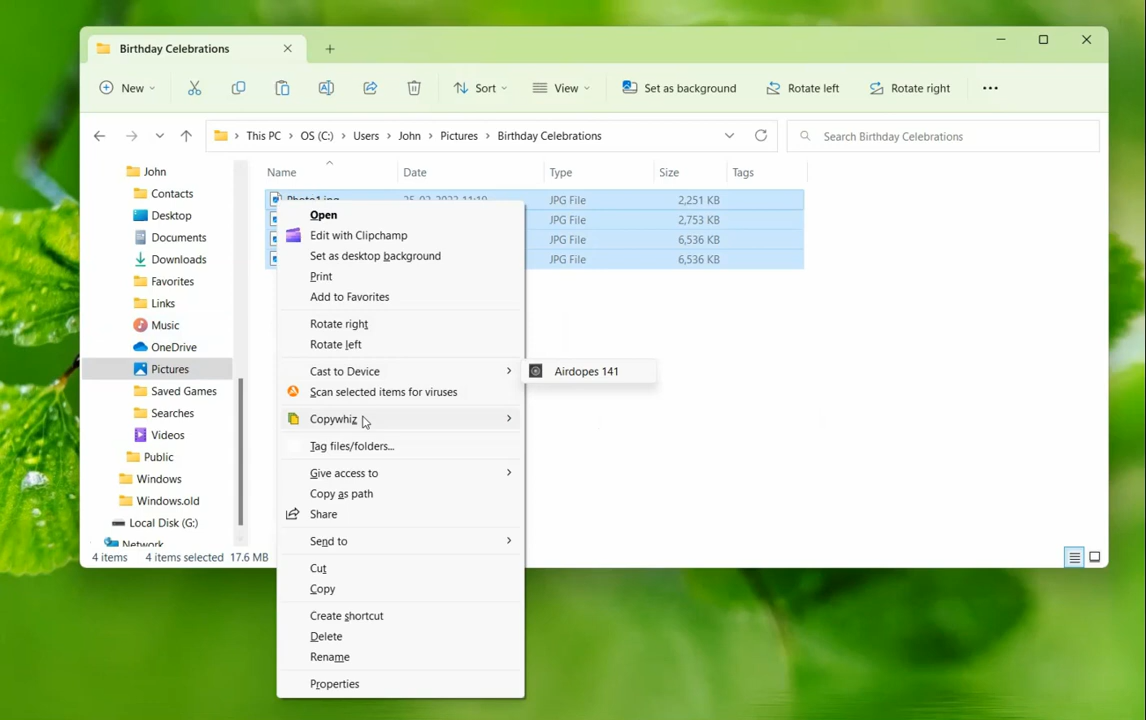 Birthday Celebrations
New
Sort
View
Set as background
Rotate left
Rotate right
This PC > OS (C:) > Users > John > Pictures > Birthday Celebrations
Search Birthday Celebrations
Name
Date
Type
Size
Tags
John
Contacts
Desktop
Documents
Downloads
Favorites
Links
Music
OneDrive
Pictures
Saved Games
Searches
Videos
Public
Windows
Windows.old
Local Disk (G:)
Network
JPG File 2,251 KB
JPG File 2,753 KB
JPG File 6,536 KB
JPG File 6,536 KB
Open
Edit with Clipchamp
Set as desktop background
Print
Add to Favorites
Rotate right
Rotate left
Cast to Device
Airdopes 141
Scan selected items for viruses
Copywhiz
Tag files/folders...
Give access to
Copy as path
Share
Send to
Cut
Copy
Create shortcut
Delete
Rename
Properties
4 items 4 items selected 17.6 MB